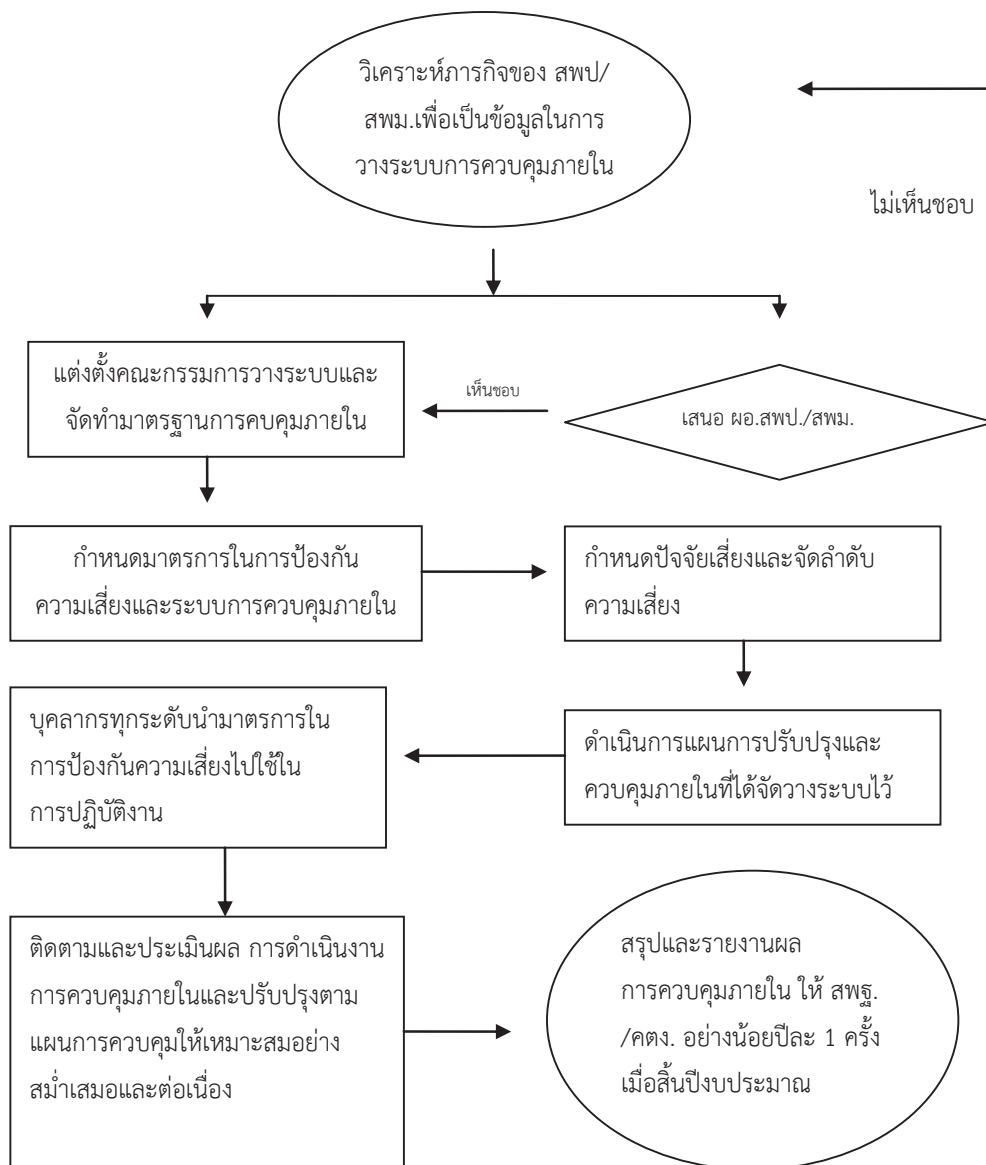 วิเคราะห์ภารกิจของ สพป/
สพม.เพื่อเป็นข้อมูลในการ
วางระบบการควบคุมภายใน
ไม่เห็นชอบ
แต่งตั้งคณะกรรมการวางระบบและ
จัดทำมาตรฐานการคบคุมภายใน
เห็นชอบ
เสนอ ผอ.สพป./สพม.
กำหนดมาตรการในการป้องกัน
ความเสี่ยงและระบบการควบคุมภายใน
กำหนดปัจจัยเสี่ยงและจัดลำดับ
ความเสี่ยง
บุคลากรทุกระดับนำมาตรการใน
การป้องกันความเสี่ยงไปใช้ใน
การปฏิบัติงาน
ดำเนินการแผนการปรับปรุงและ
ควบคุมภายในที่ได้จัดวางระบบไว้
ติดตามและประเมินผล การดำเนินงาน
การควบคุมภายในและปรับปรุงตาม
แผนการควบคุมให้เหมาะสมอย่าง
สม่ำเสมอและต่อเนื่อง
สรุปและรายงานผล
การควบคุมภายใน ให้ สพฐ.
/คตง. อย่างน้อยปีละ 1 ครั้ง
เมื่อสิ้นปีงบประมาณ